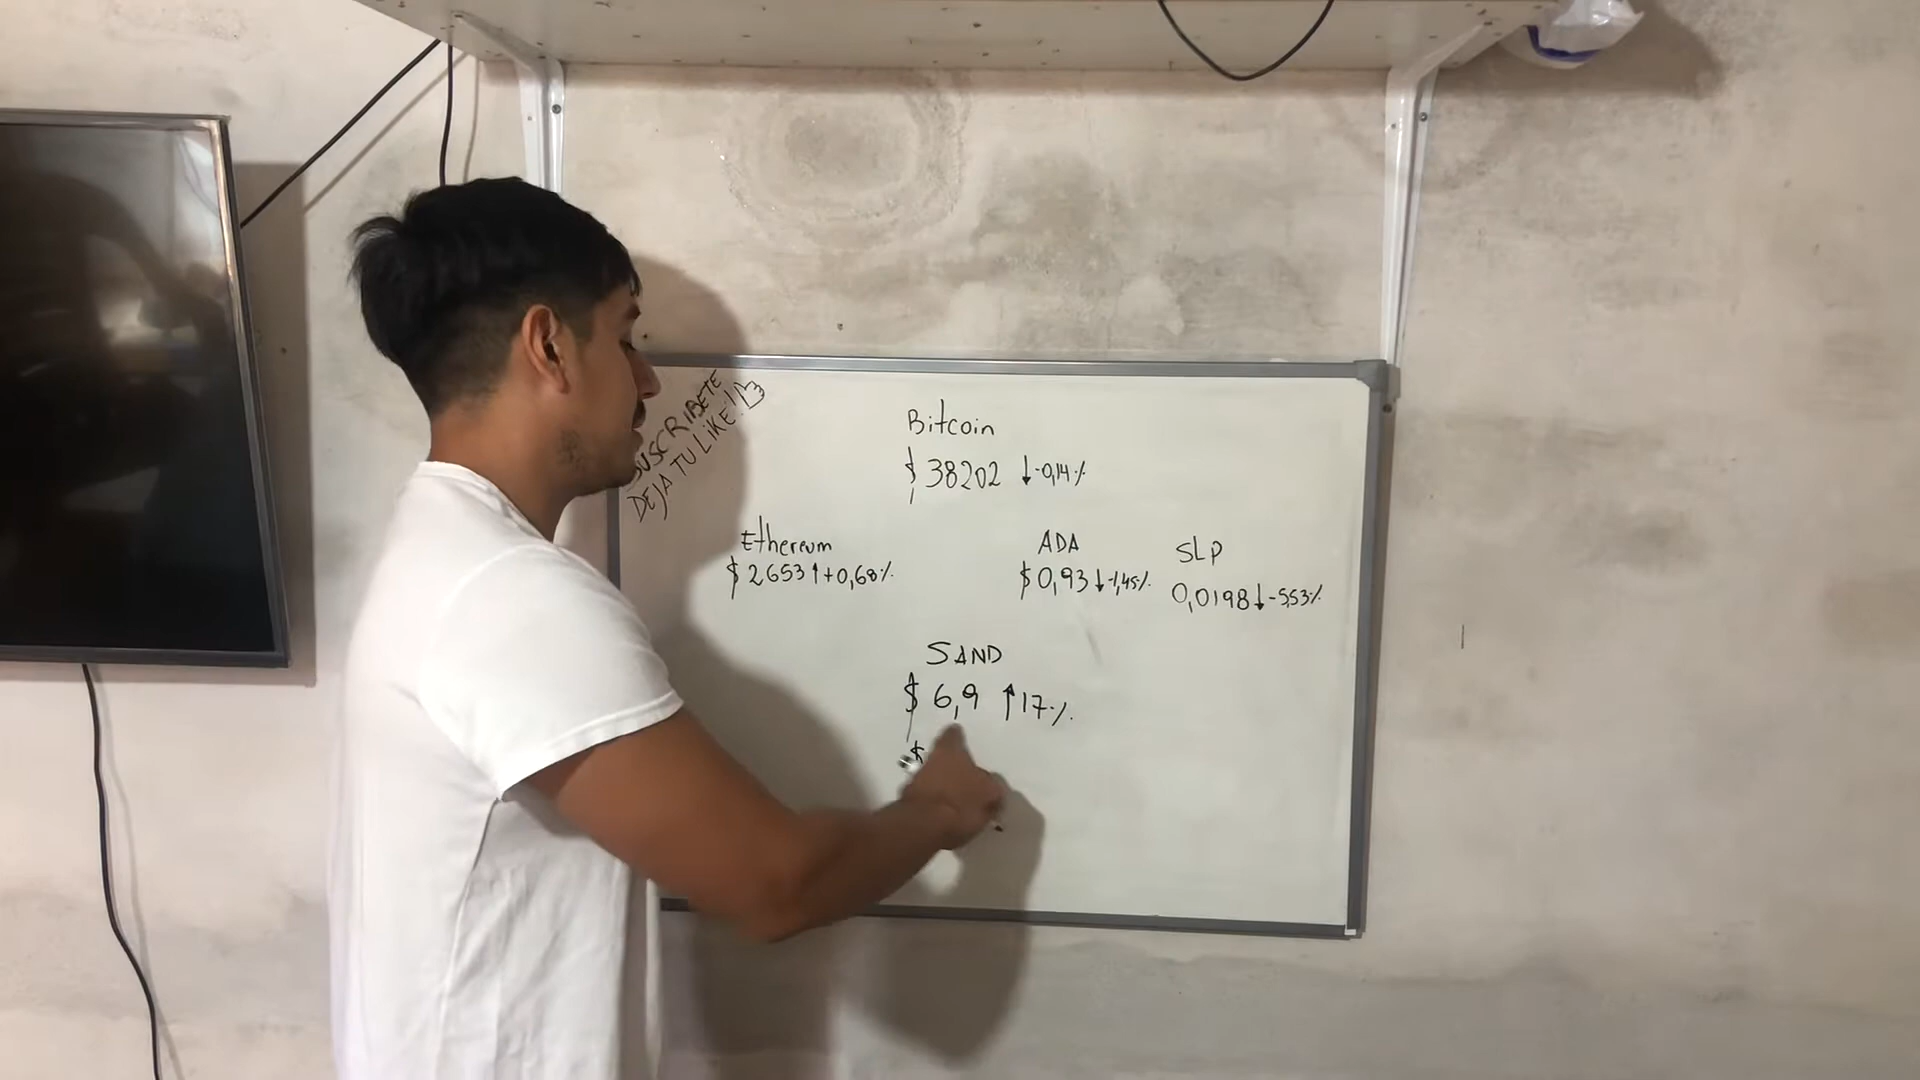 SUSCRIBETE
DEJA TU LIKE!
Bitcoin
$ 38202 ↓ -0,14%
Ethereum
$ 2653 ↑ +0,68%
ADA
$ 0,93 ↓ -1,45%
SLP
0,0198 ↓ -5,53%
SAND
$ 6,9 ↑ 17%
$